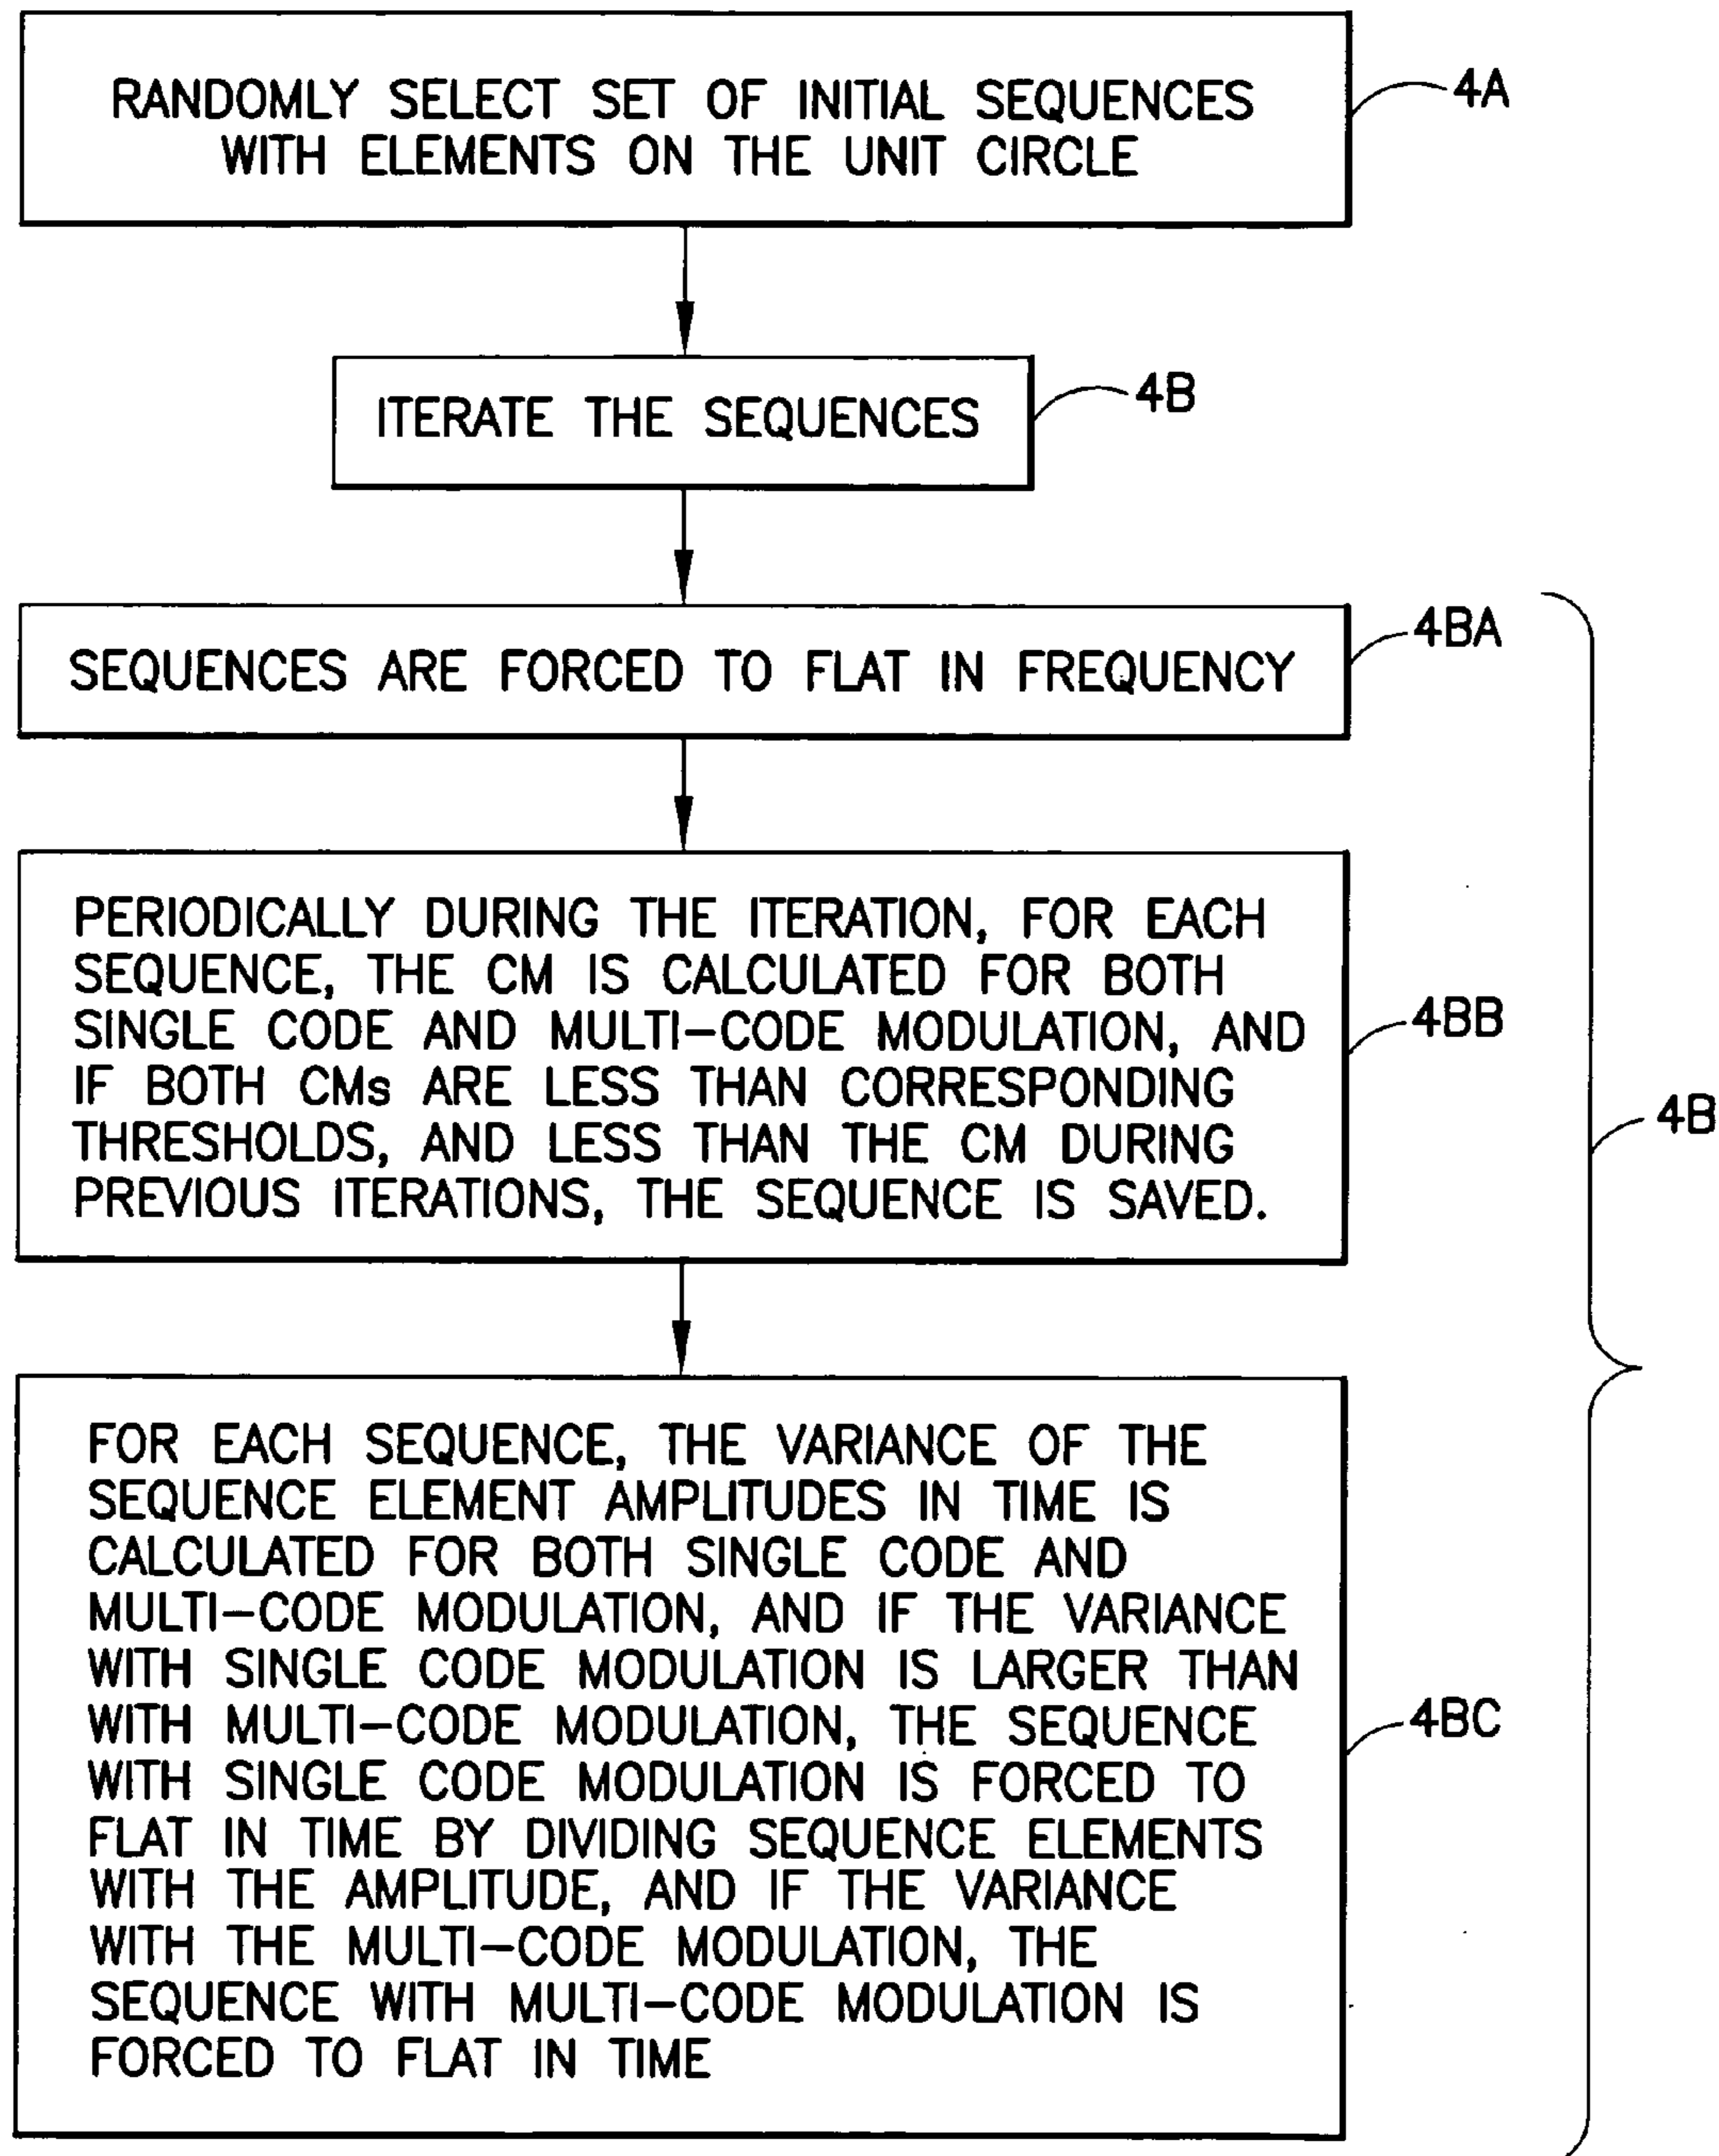 RANDOMLY SELECT SET OF INITIAL SEQUENCES
WITH ELEMENTS ON THE UNIT CIRCLE
4A
ITERATE THE SEQUENCES
4B
SEQUENCES ARE FORCED TO FLAT IN FREQUENCY
4BA
PERIODICALLY DURING THE ITERATION, FOR EACH
SEQUENCE, THE CM IS CALCULATED FOR BOTH
SINGLE CODE AND MULTI-CODE MODULATION, AND
IF BOTH CMs ARE LESS THAN CORRESPONDING
THRESHOLDS, AND LESS THAN THE CM DURING
PREVIOUS ITERATIONS, THE SEQUENCE IS SAVED.
4BB
4B
FOR EACH SEQUENCE, THE VARIANCE OF THE
SEQUENCE ELEMENT AMPLITUDES IN TIME IS
CALCULATED FOR BOTH SINGLE CODE AND
MULTI-CODE MODULATION, AND IF THE VARIANCE
WITH SINGLE CODE MODULATION IS LARGER THAN
WITH MULTI-CODE MODULATION, THE SEQUENCE
WITH SINGLE CODE MODULATION IS FORCED TO
FLAT IN TIME BY DIVIDING SEQUENCE ELEMENTS
WITH THE AMPLITUDE, AND IF THE VARIANCE
WITH THE MULTI-CODE MODULATION, THE
SEQUENCE WITH MULTI-CODE MODULATION IS
FORCED TO FLAT IN TIME
4BC